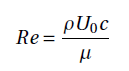 Re = ρU₀c / μ